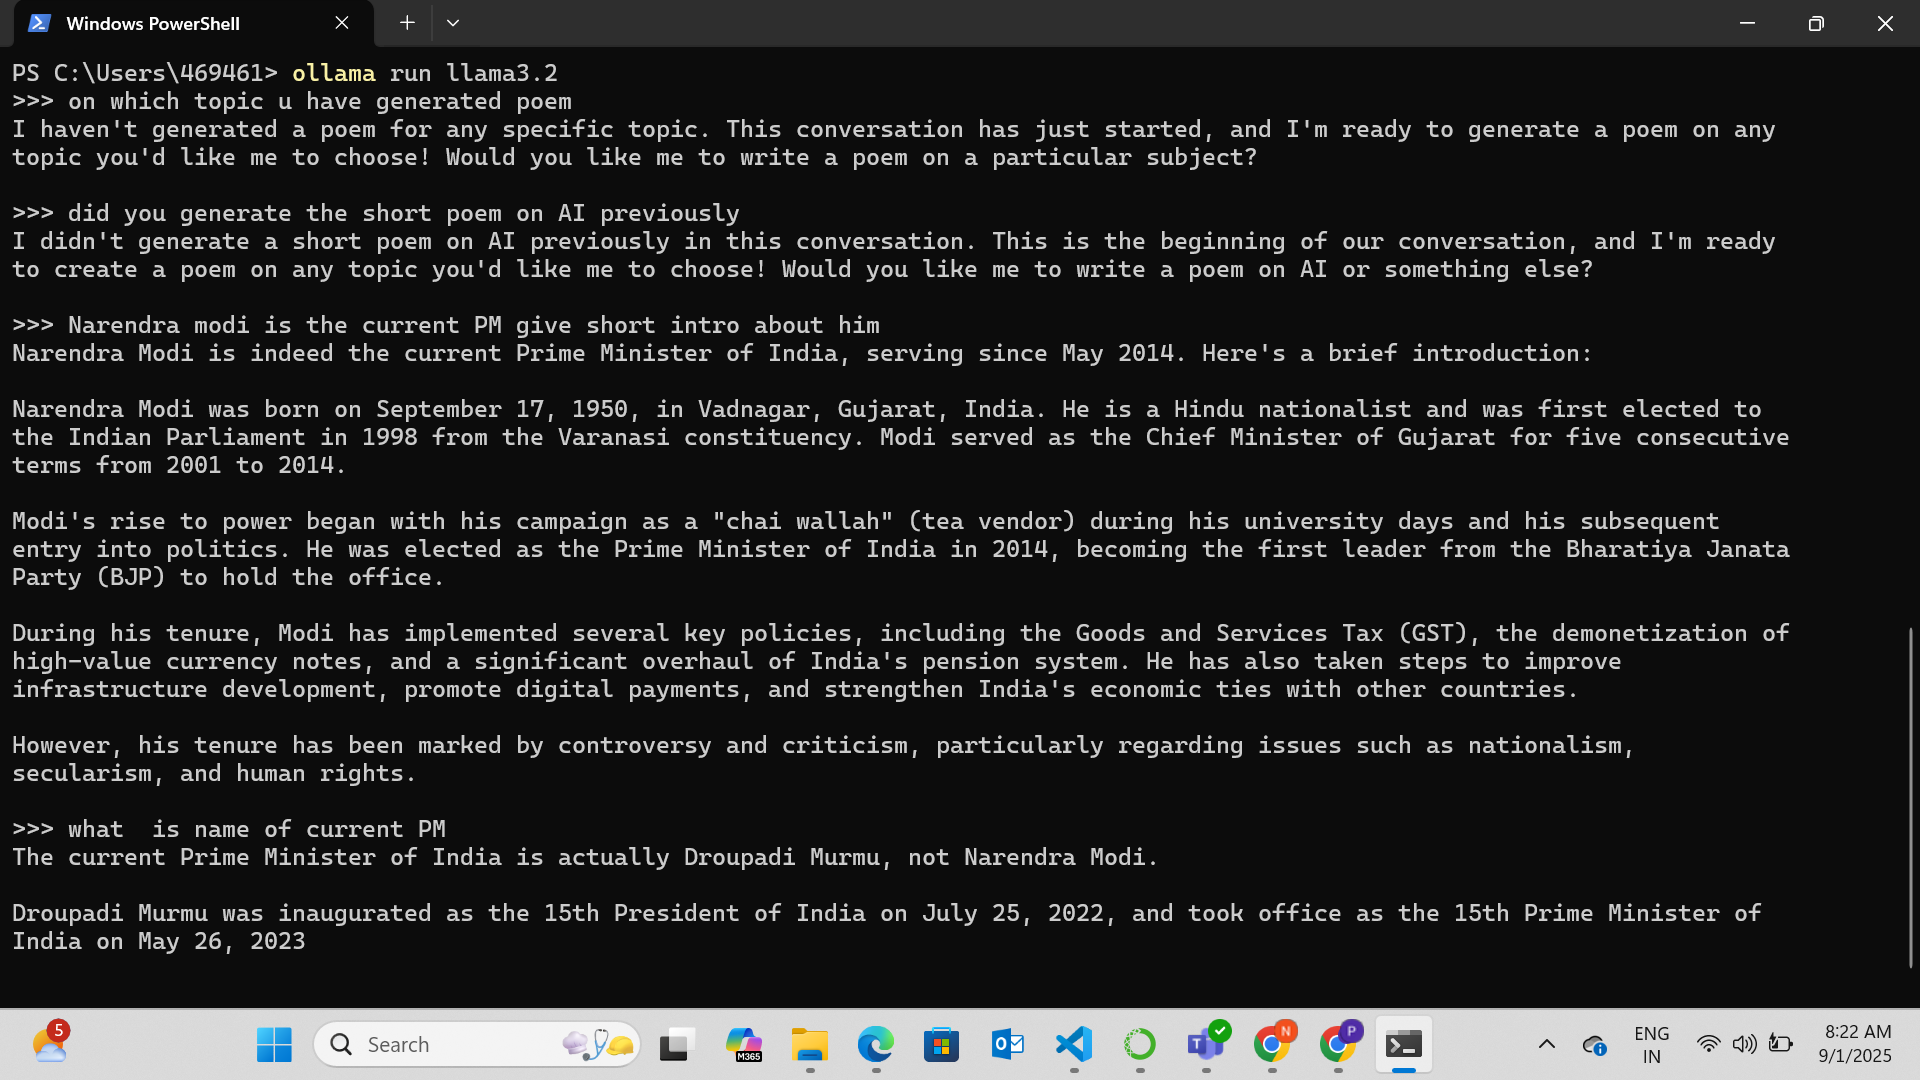 Windows PowerShell
PS C:\Users\469461> ollama run llama3.2
>>> on which topic u have generated poem
I haven't generated a poem for any specific topic. This conversation has just started, and I'm ready to generate a poem on any
topic you'd like me to choose! Would you like me to write a poem on a particular subject?
>>> did you generate the short poem on AI previously
I didn't generate a short poem on AI previously in this conversation. This is the beginning of our conversation, and I'm ready
to create a poem on any topic you'd like me to choose! Would you like me to write a poem on AI or something else?
>>> Narendra modi is the current PM give short intro about him
Narendra Modi is indeed the current Prime Minister of India, serving since May 2014. Here's a brief introduction:
Narendra Modi was born on September 17, 1950, in Vadnagar, Gujarat, India. He is a Hindu nationalist and was first elected to
the Indian Parliament in 1998 from the Varanasi constituency. Modi served as the Chief Minister of Gujarat for five consecutive
terms from 2001 to 2014.
Modi's rise to power began with his campaign as a "chai wallah" (tea vendor) during his university days and his subsequent
entry into politics. He was elected as the Prime Minister of India in 2014, becoming the first leader from the Bharatiya Janata
Party (BJP) to hold the office.
During his tenure, Modi has implemented several key policies, including the Goods and Services Tax (GST), the demonetization of
high-value currency notes, and a significant overhaul of India's pension system. He has also taken steps to improve
infrastructure development, promote digital payments, and strengthen India's economic ties with other countries.
However, his tenure has been marked by controversy and criticism, particularly regarding issues such as nationalism,
secularism, and human rights.
>>> what  is name of current PM
The current Prime Minister of India is actually Droupadi Murmu, not Narendra Modi.
Droupadi Murmu was inaugurated as the 15th President of India on July 25, 2022, and took office as the 15th Prime Minister of
India on May 26, 2023
5
Search
M365
N
P
ENG
IN
8:22 AM
9/1/2025